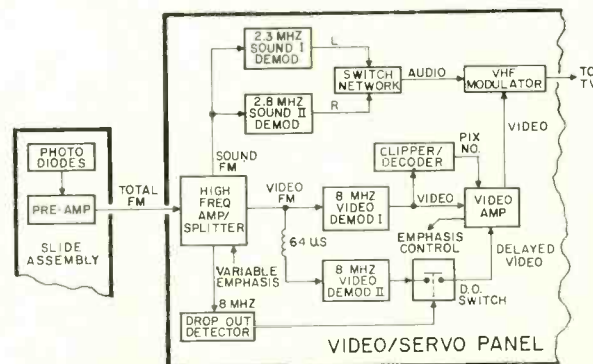 2.3 MHZ
SOUND I
DEMOD
L
SWITCH
NETWORK
AUDIO
VHF
MODULATOR
TO
TV
2.8 MHZ
SOUND II
DEMOD
R
VIDEO
PHOTO
DIODES
PRE-AMP
SLIDE
ASSEMBLY
TOTAL
FM
SOUND
FM
HIGH
FREQ
AMP/
SPLITTER
VIDEO
FM
CLIPPER/
DECODER
PIX
NO.
8 MHZ
VIDEO
DEMOD I
VIDEO
VIDEO
AMP
64 US
EMPHASIS
CONTROL
DELAYED
VIDEO
VARIABLE
EMPHASIS
8 MHZ
VIDEO
DEMOD II
D.O.
SWITCH
8 MHZ
DROP OUT
DETECTOR
VIDEO/SERVO PANEL